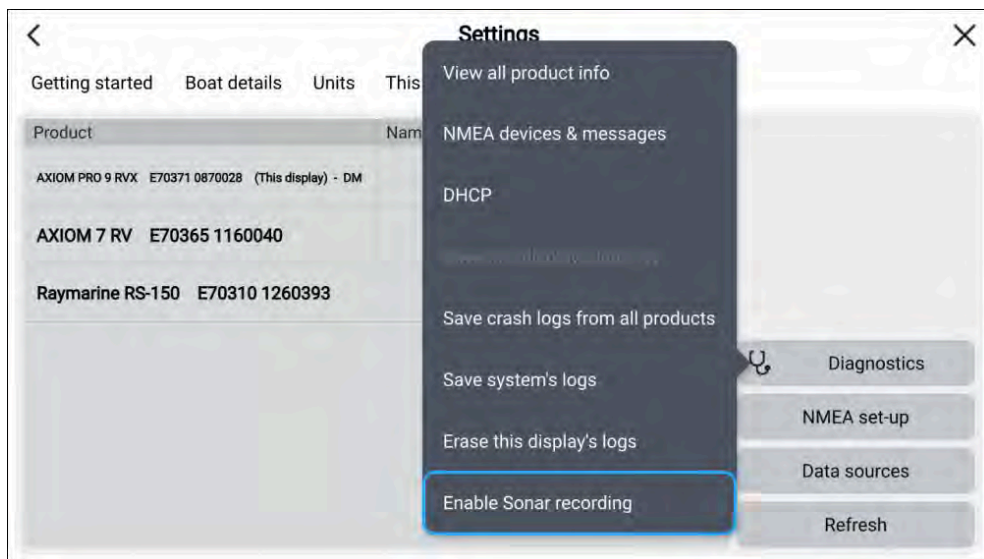 Settings
Getting started Boat details Units This
Product Nam
AXIOM PRO 9 RVX E70371 0870028 (This display) - DM
AXIOM 7 RV E70365 1160040
Raymarine RS-150 E70310 1260393
View all product info
NMEA devices & messages
DHCP
Save crash logs from all products
Save system's logs
Erase this display's logs
Enable Sonar recording
Diagnostics
NMEA set-up
Data sources
Refresh